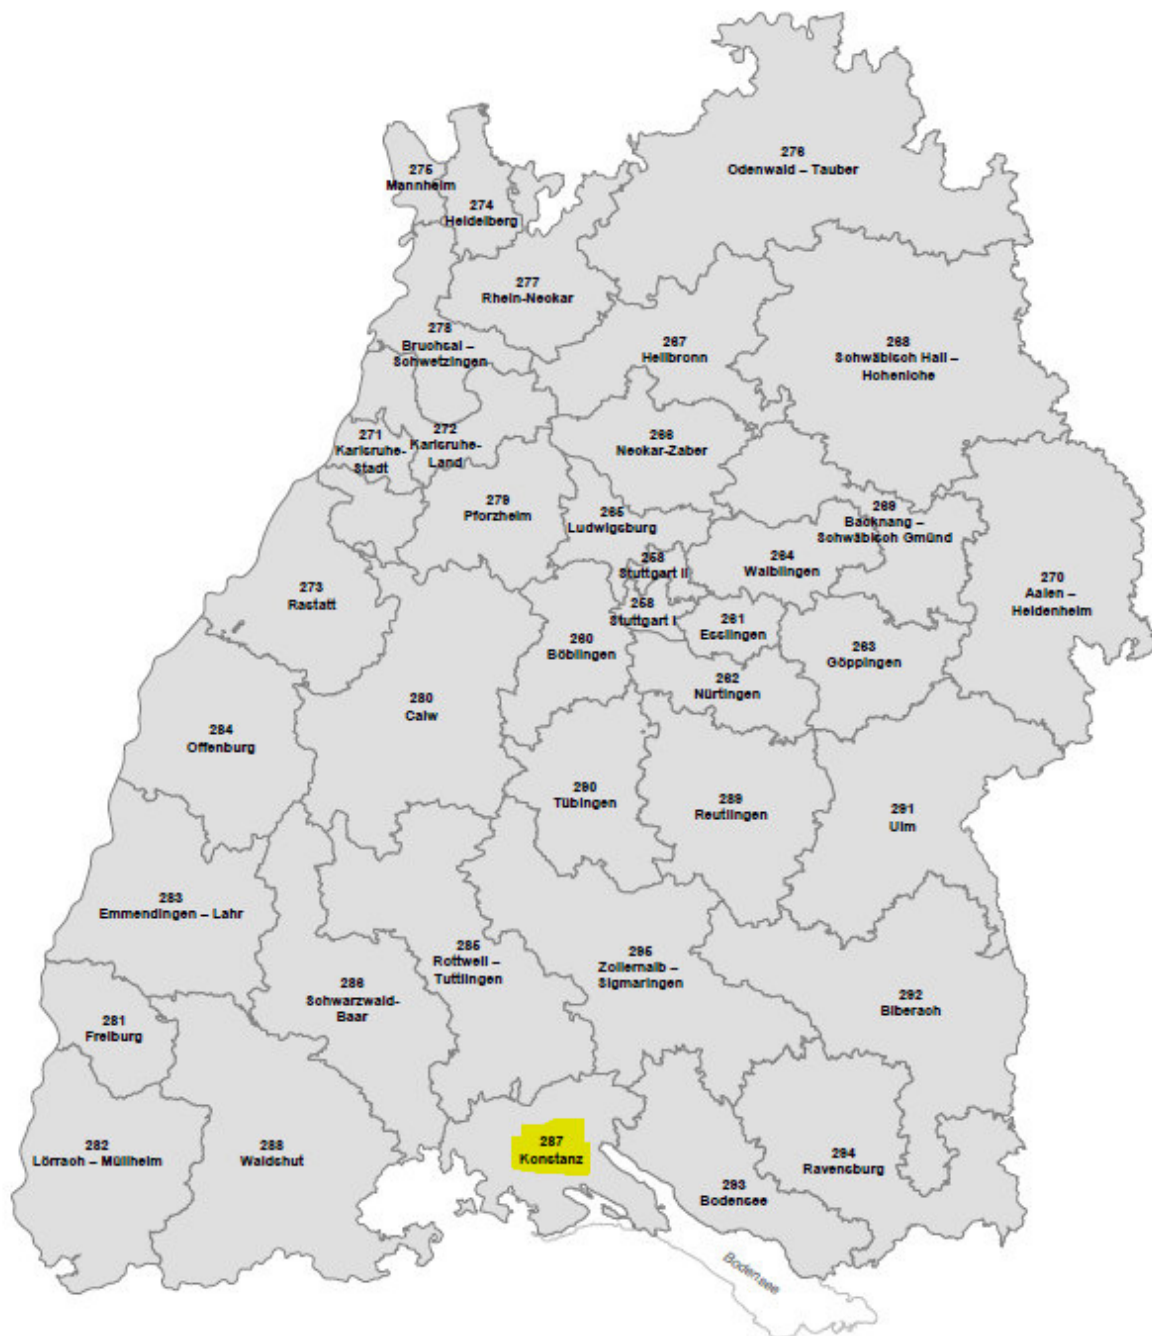 276
Odenwald – Tauber
275
Mannheim
274
Heidelberg
277
Rhein-Neckar
278
Bruchsal –
Schwetzingen
267
Heilbronn
268
Schwäbisch Hall –
Hohenlohe
271
Karlsruhe-
Stadt
272
Karlsruhe-
Land
266
Neckar-Zaber
279
Pforzheim
265
Ludwigsburg
269
Backnang –
Schwäbisch Gmünd
264
Waiblingen
258
Stuttgart II
258
Stuttgart I
270
Aalen –
Heidenheim
273
Rastatt
260
Böblingen
261
Esslingen
263
Göppingen
262
Nürtingen
280
Calw
284
Offenburg
290
Tübingen
289
Reutlingen
291
Ulm
283
Emmendingen – Lahr
285
Rottweil –
Tuttlingen
295
Zollernalb –
Sigmaringen
286
Schwarzwald-
Baar
292
Biberach
281
Freiburg
282
Lörrach – Müllheim
288
Waldshut
287
Konstanz
294
Ravensburg
293
Bodensee
Bodensee